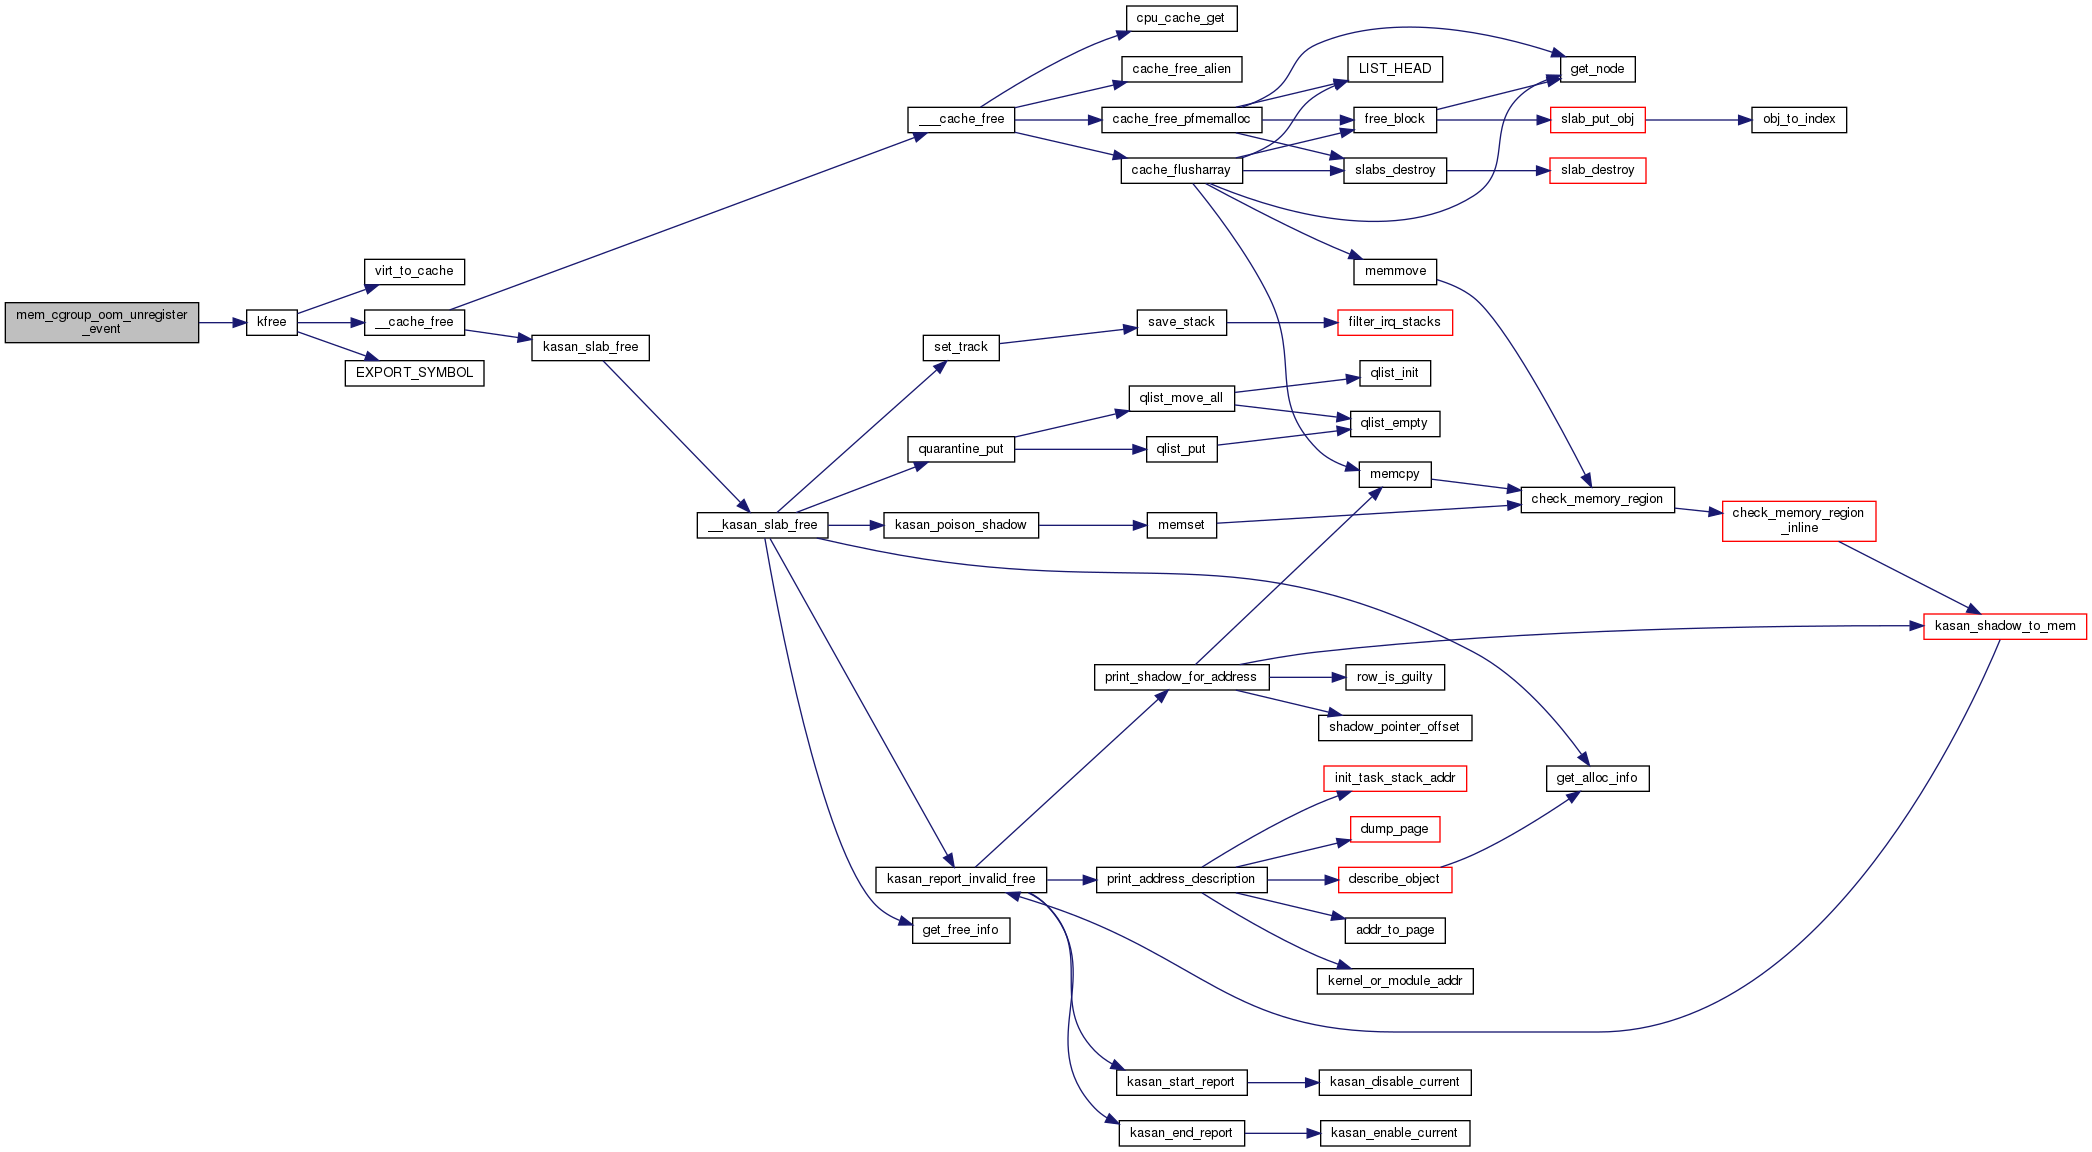 cpu_cache_get
cache_free_alien
LIST_HEAD
get_node
___cache_free
cache_free_pfmemalloc
free_block
slab_put_obj
obj_to_index
cache_flusharray
slabs_destroy
slab_destroy
virt_to_cache
memmove
mem_cgroup_oom_unregister
_event
kfree
__cache_free
save_stack
filter_irq_stacks
kasan_slab_free
set_track
EXPORT_SYMBOL
qlist_move_all
qlist_init
qlist_empty
quarantine_put
qlist_put
memcpy
check_memory_region
__kasan_slab_free
kasan_poison_shadow
memset
check_memory_region
_inline
kasan_shadow_to_mem
print_shadow_for_address
row_is_guilty
shadow_pointer_offset
init_task_stack_addr
get_alloc_info
dump_page
kasan_report_invalid_free
print_address_description
describe_object
get_free_info
addr_to_page
kernel_or_module_addr
kasan_start_report
kasan_disable_current
kasan_end_report
kasan_enable_current